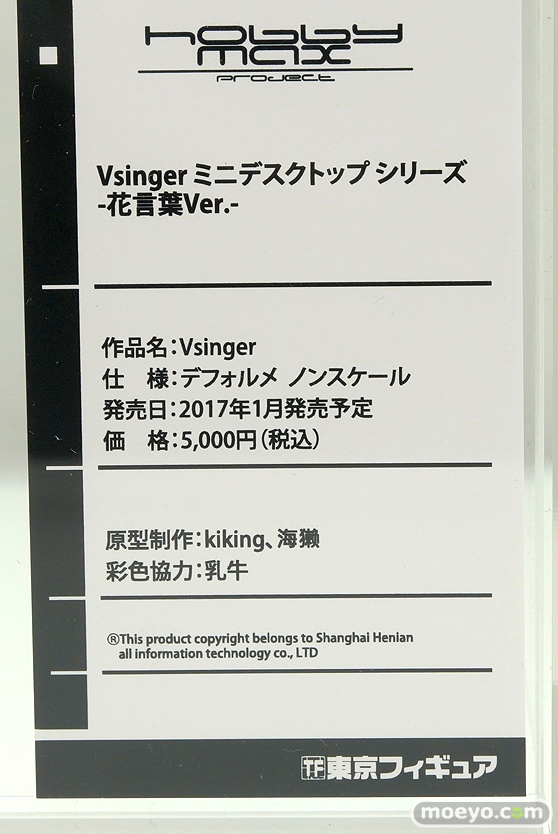 hobby
max
project
Vsinger ミニデスクトップ シリーズ
-花言葉Ver.-
作品名：Vsinger
仕　様：デフォルメ ノンスケール
発売日：2017年1月発売予定
価　格：5,000円（税込）
原型制作：kiking、海獭
彩色協力：乳牛
®This product copyright belongs to Shanghai Henian
all information technology co., LTD
TF東京フィギュア
moeyo.com